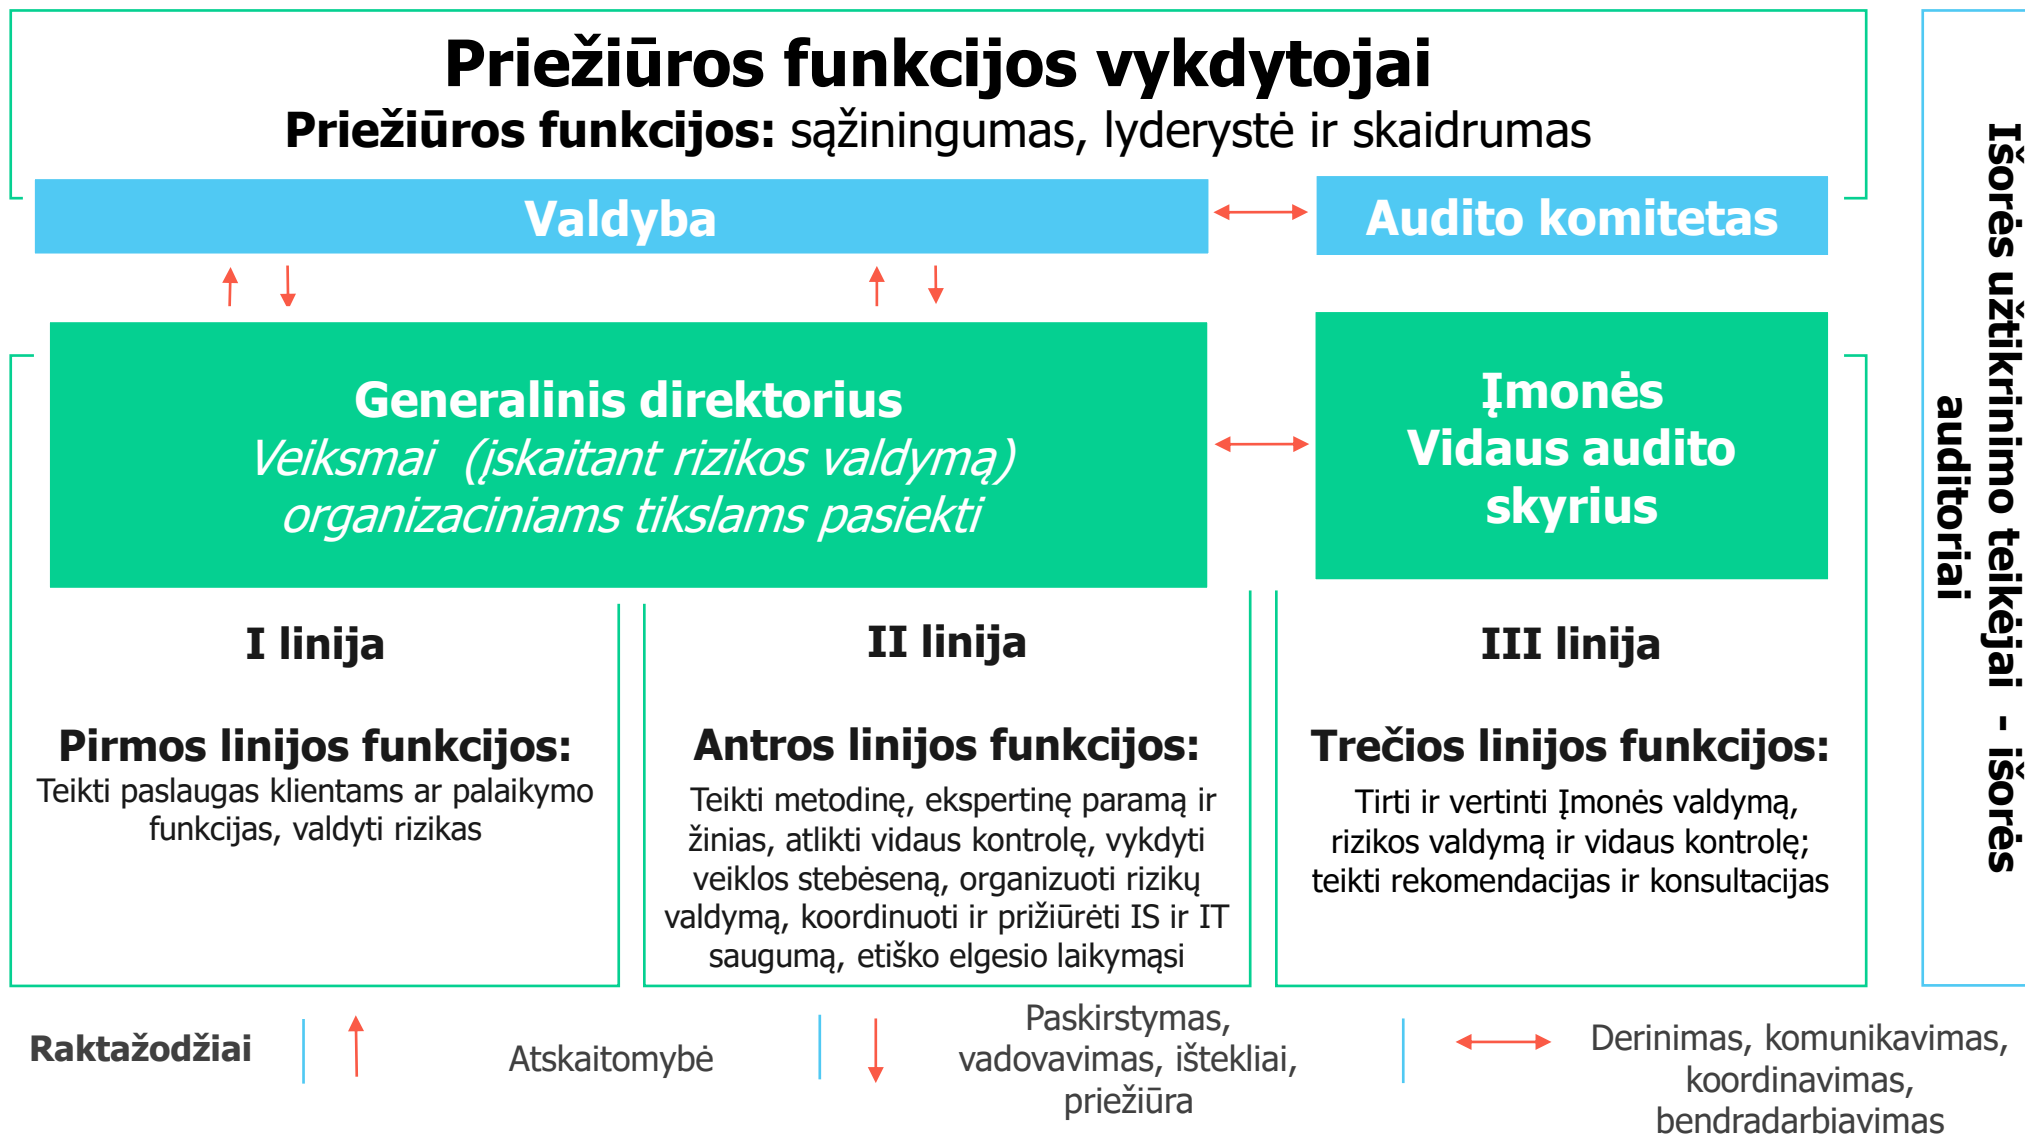 Priežiūros funkcijos vykdytojai
Priežiūros funkcijos: sąžiningumas, lyderystė ir skaidrumas
Valdyba
Audito komitetas
Generalinis direktorius
Veiksmai (įskaitant rizikos valdymą)
organizaciniams tikslams pasiekti
Įmonės
Vidaus audito
skyrius
I linija
Pirmos linijos funkcijos:
Teikti paslaugas klientams ar palaikymo
funkcijas, valdyti rizikas
II linija
Antros linijos funkcijos:
Teikti metodinę, ekspertinę paramą ir
žinias, atlikti vidaus kontrolę, vykdyti
veiklos stebėseną, organizuoti rizikų
valdymą, koordinuoti ir prižiūrėti IS ir IT
saugumą, etiško elgesio laikymąsi
III linija
Trečios linijos funkcijos:
Tirti ir vertinti Įmonės valdymą,
rizikos valdymą ir vidaus kontrolę;
teikti rekomendacijas ir konsultacijas
Išorės užtikrinimo teikėjai - išorės
auditoriai
Raktažodžiai
Atskaitomybė
Paskirstymas,
vadovavimas, ištekliai,
priežiūra
Derinimas, komunikavimas,
koordinavimas,
bendradarbiavimas